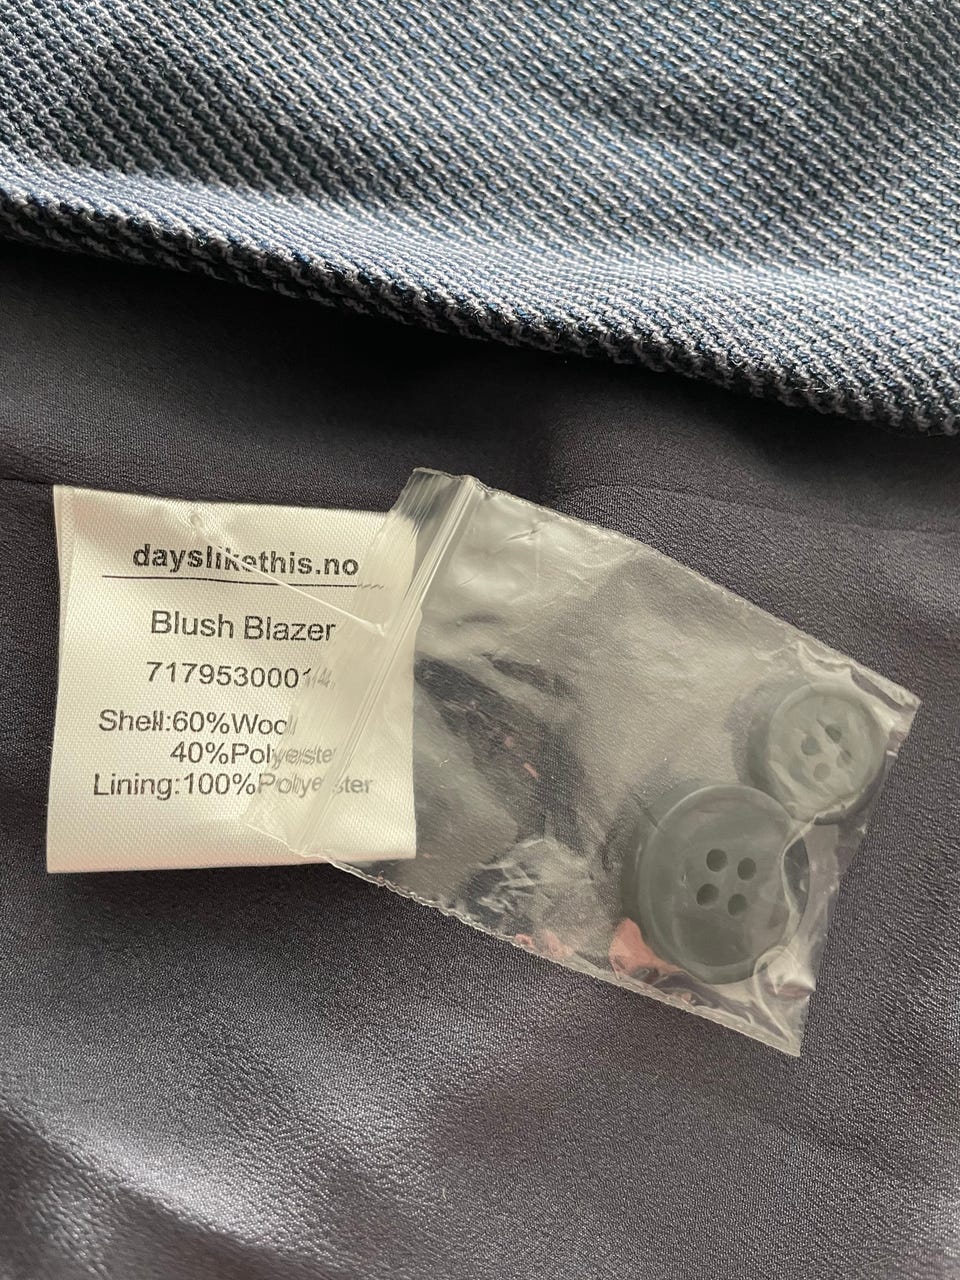 dayslikethis.no
Blush Blazer
Shell:60%Wool
40%Polyester
Lining:100%Polyester